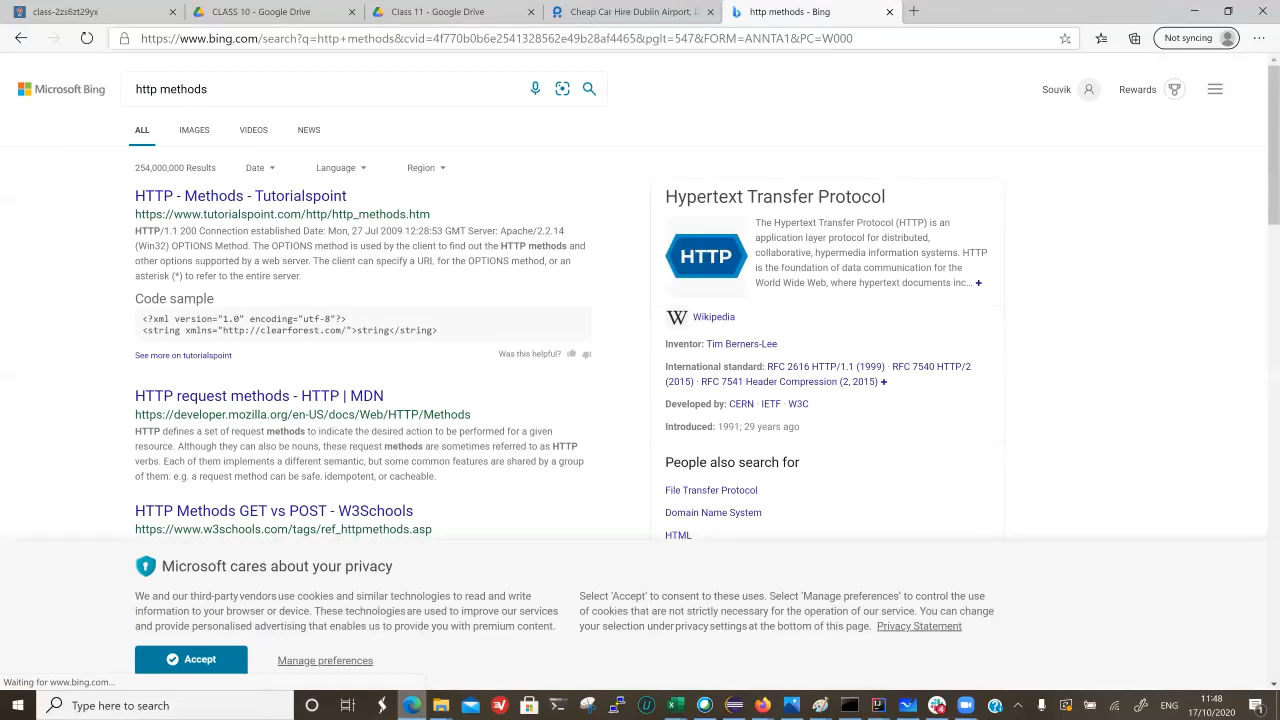 class-2zs6tz29yc
CLASS 10 - Google Drive
Class 11 - Google Drive
Cheap Car Hire Dublin Airport,
http methods - Bing
https://www.bing.com/search?q=http+methods&cvid=4f770b0b6e2541328562e49b28af4465&pglt=547&FORM=ANNTA1&PC=W000
Not syncing
Microsoft Bing
http methods
Souvik
Rewards
ALL
IMAGES
VIDEOS
NEWS
254,000,000 Results
Date
Language
Region
HTTP - Methods - Tutorialspoint
https://www.tutorialspoint.com/http/http_methods.htm
HTTP/1.1 200 Connection established Date: Mon, 27 Jul 2009 12:28:53 GMT Server: Apache/2.2.14
(Win32) OPTIONS Method. The OPTIONS method is used by the client to find out the HTTP methods and
other options supported by a web server. The client can specify a URL for the OPTIONS method, or an
asterisk (*) to refer to the entire server.
Code sample
<?xml version="1.0" encoding="utf-8"?>
<string xmlns="http://clearforest.com/">string</string>
See more on tutorialspoint
Was this helpful?
HTTP request methods - HTTP | MDN
https://developer.mozilla.org/en-US/docs/Web/HTTP/Methods
HTTP defines a set of request methods to indicate the desired action to be performed for a given
resource. Although they can also be nouns, these request methods are sometimes referred to as HTTP
verbs. Each of them implements a different semantic, but some common features are shared by a group
of them: e.g. a request method can be safe, idempotent, or cacheable.
HTTP Methods GET vs POST - W3Schools
https://www.w3schools.com/tags/ref_httpmethods.asp
Hypertext Transfer Protocol
HTTP
The Hypertext Transfer Protocol (HTTP) is an
application layer protocol for distributed,
collaborative, hypermedia information systems. HTTP
is the foundation of data communication for the
World Wide Web, where hypertext documents inc... +
W Wikipedia
Inventor: Tim Berners-Lee
International standard: RFC 2616 HTTP/1.1 (1999) · RFC 7540 HTTP/2
(2015) · RFC 7541 Header Compression (2, 2015) +
Developed by: CERN · IETF · W3C
Introduced: 1991; 29 years ago
People also search for
File Transfer Protocol
Domain Name System
HTML
Microsoft cares about your privacy
We and our third-party vendors use cookies and similar technologies to read and write
information to your browser or device. These technologies are used to improve our services
and provide personalised advertising that enables us to provide you with premium content.
Select 'Accept' to consent to these uses. Select 'Manage preferences' to control the use
of cookies that are not strictly necessary for the operation of our service. You can change
your selection under privacy settings at the bottom of this page. Privacy Statement
Accept
Manage preferences
Waiting for www.bing.com...
Type here to search
11:48
17/10/2020